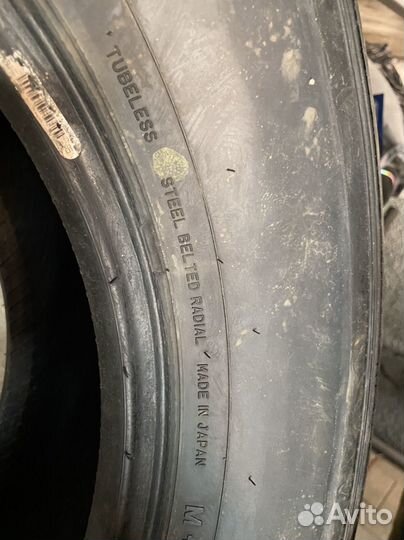 TUBELESS STEEL BELTED RADIAL MADE IN JAPAN
M
Avito